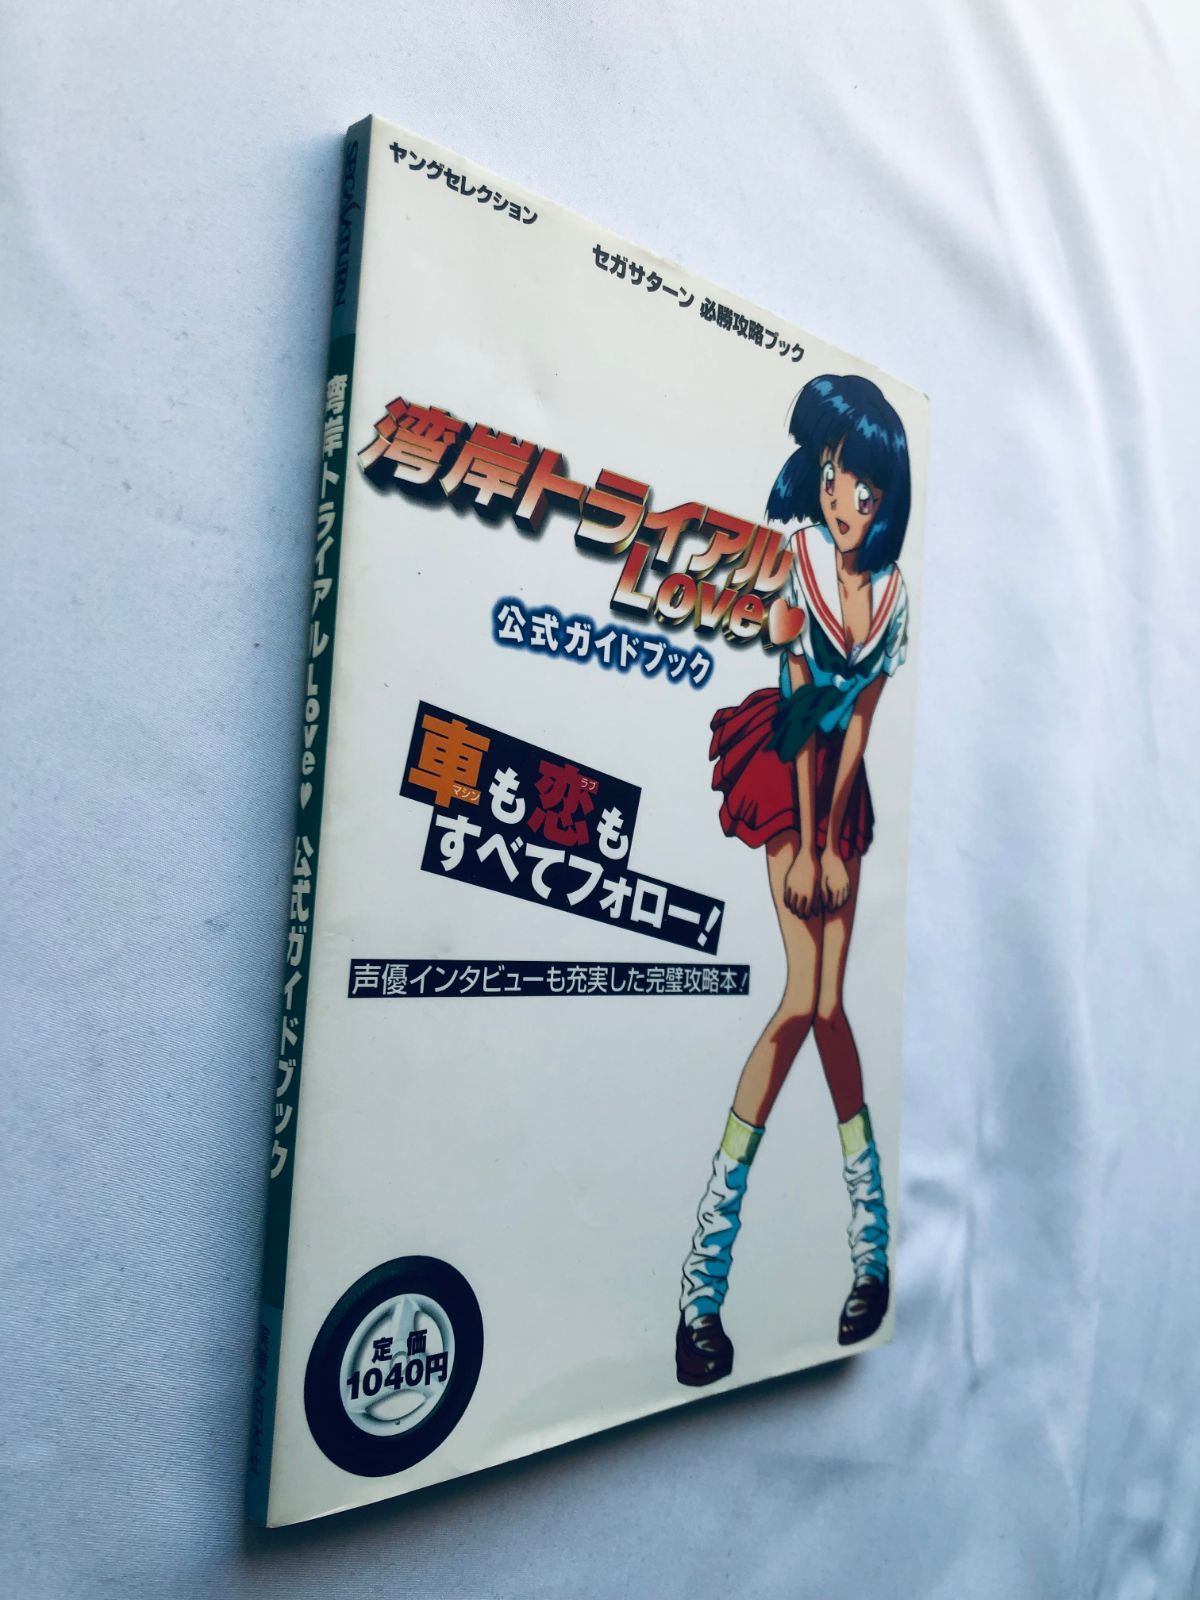 ヤングセレクション
セガサターン 必勝攻略ブック
湾岸トライアル
Love♥
公式ガイドブック
車も恋も
マシン
ラブ
すべてフォロー!
声優インタビューも充実した完璧攻略本!
定価
1040円
SEGA SATURN
湾岸トライアルLove♥ 公式ガイドブック